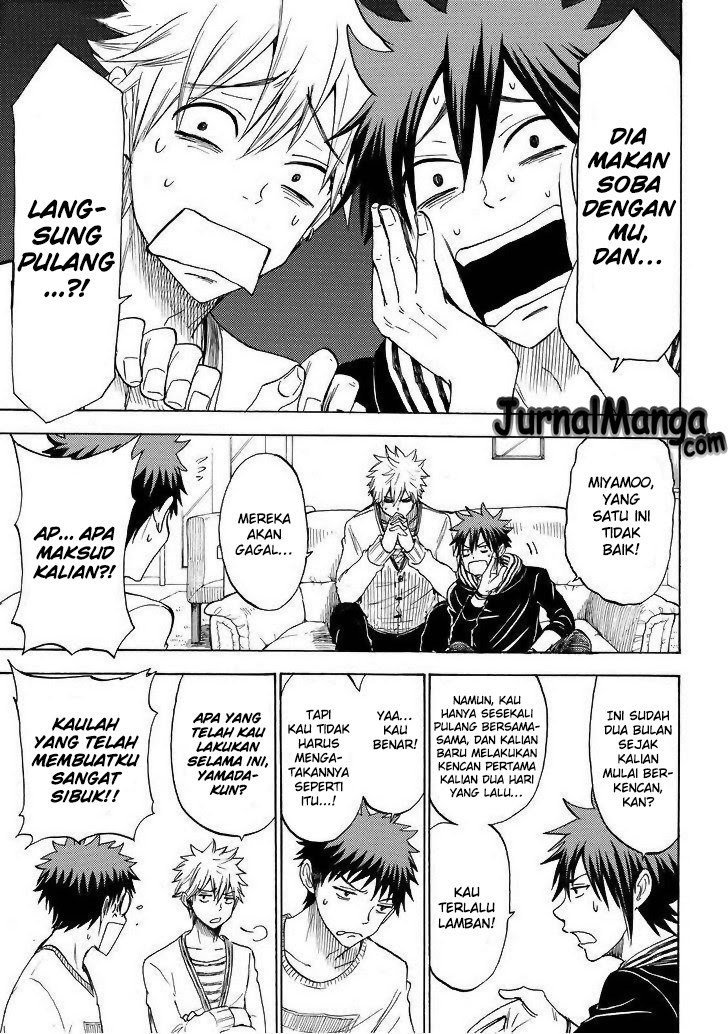 DIA
MAKAN
SOBA
DENGAN
MU,
DAN...
LANG-
SUNG
PULANG
...?!
JurnalManga
.com
MIYAMOO,
YANG
SATU INI
TIDAK
BAIK!
MEREKA
AKAN
GAGAL...
AP... APA
MAKSUD
KALIAN?!
INI SUDAH
DUA BULAN
SEJAK
KALIAN
MULAI BER-
KENCAN,
KAN?
NAMUN, KAU
HANYA SESEKALI
PULANG BERSAMA-
SAMA, DAN KALIAN
BARU MELAKUKAN
KENCAN PERTAMA
KALIAN DUA HARI
YANG LALU...
KAU
TERLALU
LAMBAN!
YAA...
KAU
BENAR!
TAPI
KAU TIDAK
HARUS
MENGA-
TAKANNYA
SEPERTI
ITU...!
APA YANG
TELAH KAU
LAKUKAN
SELAMA INI,
YAMADA-
KUN?
KAULAH
YANG TELAH
MEMBUATKU
SANGAT
SIBUK!!